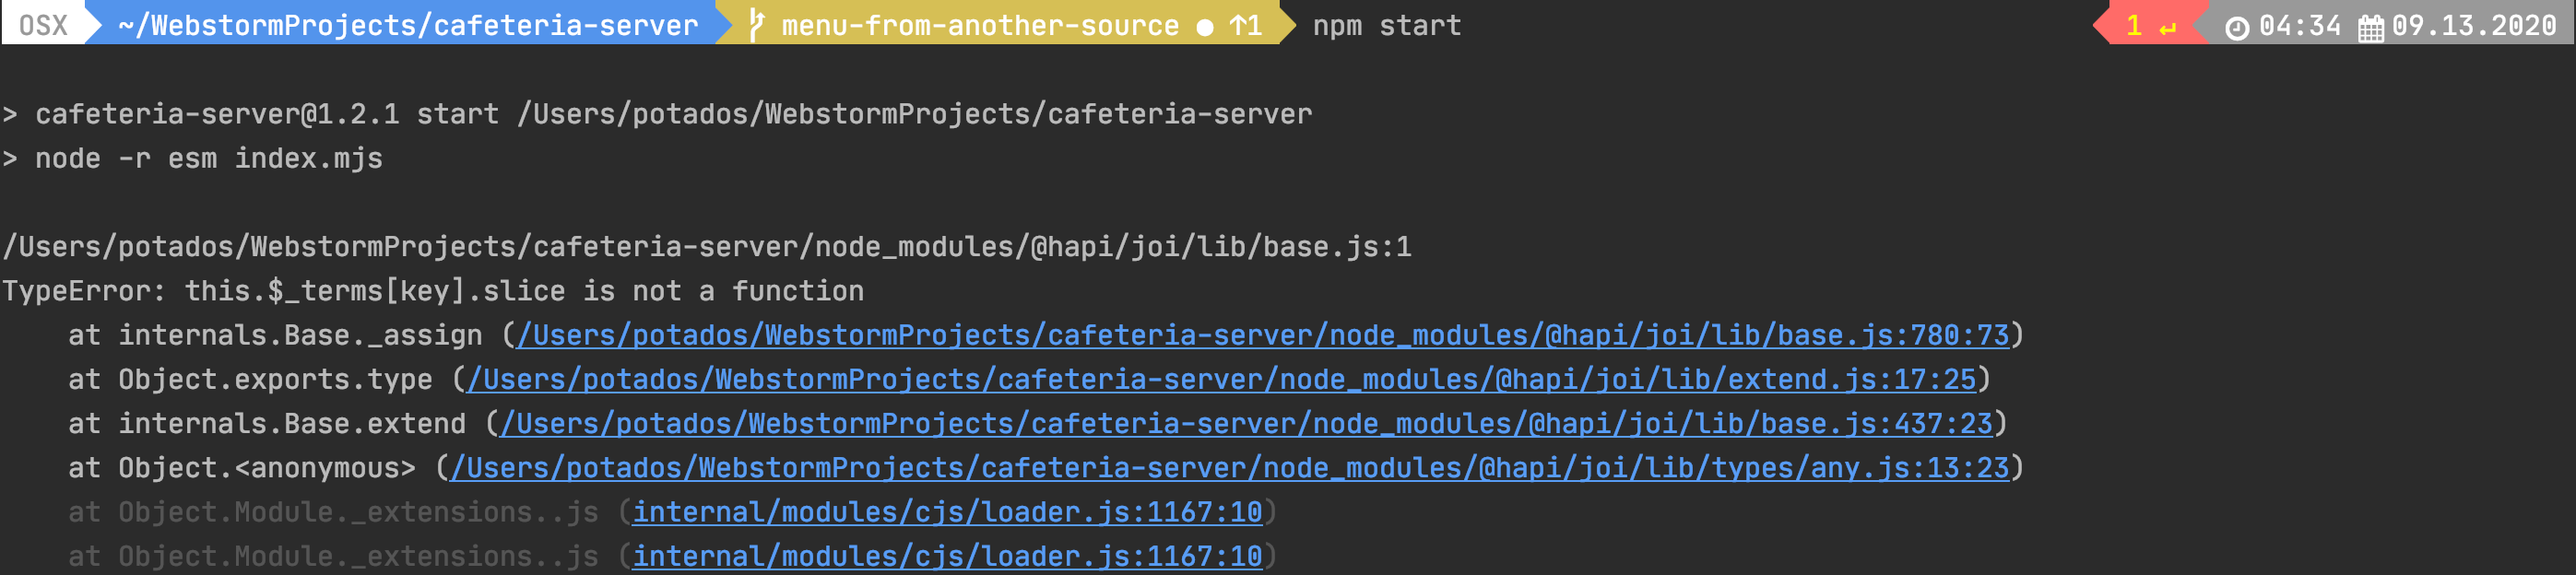 OSX ~/WebstormProjects/cafeteria-server menu-from-another-source ● ↑1 npm start 1 ↵ 04:34 09.13.2020
> cafeteria-server@1.2.1 start /Users/potados/WebstormProjects/cafeteria-server
> node -r esm index.mjs
/Users/potados/WebstormProjects/cafeteria-server/node_modules/@hapi/joi/lib/base.js:1
TypeError: this.$_terms[key].slice is not a function
at internals.Base._assign (/Users/potados/WebstormProjects/cafeteria-server/node_modules/@hapi/joi/lib/base.js:780:73)
at Object.exports.type (/Users/potados/WebstormProjects/cafeteria-server/node_modules/@hapi/joi/lib/extend.js:17:25)
at internals.Base.extend (/Users/potados/WebstormProjects/cafeteria-server/node_modules/@hapi/joi/lib/base.js:437:23)
at Object.<anonymous> (/Users/potados/WebstormProjects/cafeteria-server/node_modules/@hapi/joi/lib/types/any.js:13:23)
at Object.Module._extensions..js (internal/modules/cjs/loader.js:1167:10)
at Object.Module._extensions..js (internal/modules/cjs/loader.js:1167:10)